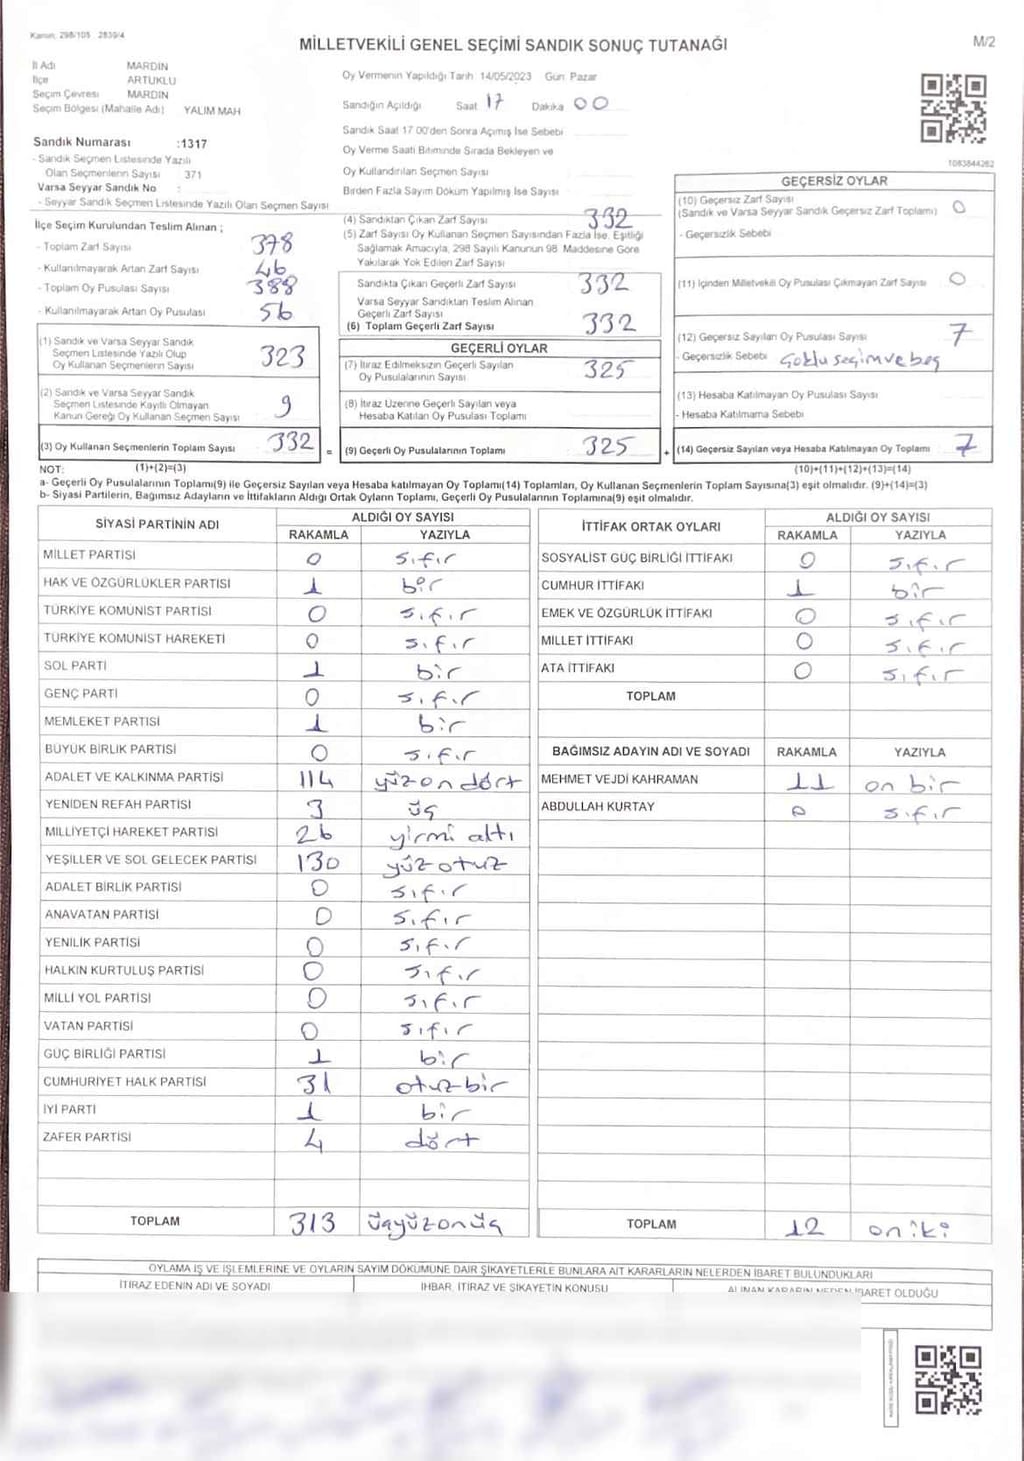 Kanun, 298/105 2839/4
MİLLETVEKİLİ GENEL SEÇİMİ SANDIK SONUÇ TUTANAĞI
M/2
İl Adı MARDİN
İlçe ARTUKLU
Seçim Çevresi MARDİN
Seçim Bölgesi (Mahalle Adı) YALIM MAH
Oy Vermenin Yapıldığı Tarih 14/05/2023 Gün Pazar
Sandığın Açıldığı Saat 17 Dakika 00
Sandık Saat 17 00'den Sonra Açımış İse Sebebi
Oy Verme Saati Bitiminde Sırada Bekleyen ve
Oy Kullandırılan Seçmen Sayısı
Birden Fazla Sayım Döküm Yapılmış İse Sayısı
1083844262
Sandık Numarası :1317
- Sandık Seçmen Listesinde Yazılı
Olan Seçmenlerin Sayısı 371
Varsa Seyyar Sandık No :
- Seyyar Sandık Seçmen Listesinde Yazılı Olan Seçmen Sayısı
İlçe Seçim Kurulundan Teslim Alınan ;
- Toplam Zarf Sayısı 378
- Kullanılmayarak Artan Zarf Sayısı 46
- Toplam Oy Pusulası Sayısı 388
- Kullanılmayarak Artan Oy Pusulası 56
(1) Sandık ve Varsa Seyyar Sandık
Seçmen Listesinde Yazılı Olup
Oy Kullanan Seçmenlerin Sayısı 323
(2) Sandık ve Varsa Seyyar Sandık
Seçmen Listesinde Kayıtlı Olmayan
Kanun Gereği Oy Kullanan Seçmen Sayısı 9
(3) Oy Kullanan Seçmenlerin Toplam Sayısı 332 =
(4) Sandıktan Çıkan Zarf Sayısı 332
(5) Zarf Sayısı Oy Kullanan Seçmen Sayısından Fazla İse, Eşitliği
Sağlamak Amacıyla, 298 Sayılı Kanunun 98 Maddesine Göre
Yakılarak Yok Edilen Zarf Sayısı
Sandıkta Çıkan Geçerli Zarf Sayısı 332
Varsa Seyyar Sandıktan Teslim Alınan
Geçerli Zarf Sayısı
(6) Toplam Geçerli Zarf Sayısı 332
GEÇERLİ OYLAR
(7) İtiraz Edilmeksizin Geçerli Sayılan
Oy Pusulalarının Sayısı 325
(8) İtiraz Üzerine Geçerli Sayılan veya
Hesaba Katılan Oy Pusulası Toplamı
(9) Geçerli Oy Pusulalarının Toplamı 325 +
GEÇERSİZ OYLAR
(10) Geçersiz Zarf Sayısı
(Sandık ve Varsa Seyyar Sandık Geçersiz Zarf Toplamı) 0
- Geçersizlik Sebebi
(11) İçinden Milletvekili Oy Pusulası Çıkmayan Zarf Sayısı 0
(12) Geçersiz Sayılan Oy Pusulası Sayısı 7
- Geçersizlik Sebebi Çoklu seçim ve boş
(13) Hesaba Katılmayan Oy Pusulası Sayısı
- Hesaba Katılmama Sebebi
(14) Geçersiz Sayılan veya Hesaba Katılmayan Oy Toplamı 7
NOT: (1)+(2)=(3) (10)+(11)+(12)+(13)=(14)
a- Geçerli Oy Pusulalarının Toplamı(9) ile Geçersiz Sayılan veya Hesaba katılmayan Oy Toplamı(14) Toplamları, Oy Kullanan Seçmenlerin Toplam Sayısına(3) eşit olmalıdır. (9)+(14)=(3)
b- Siyasi Partilerin, Bağımsız Adayların ve İttifakların Aldığı Ortak Oyların Toplamı, Geçerli Oy Pusulalarının Toplamına(9) eşit olmalıdır.
SİYASİ PARTİNİN ADI ALDIĞI OY SAYISI
RAKAMLA YAZIYLA
MİLLET PARTİSİ 0 sıfır
HAK VE ÖZGÜRLÜKLER PARTİSİ 1 bir
TÜRKİYE KOMÜNİST PARTİSİ 0 sıfır
TÜRKİYE KOMÜNİST HAREKETİ 0 sıfır
SOL PARTİ 1 bir
GENÇ PARTİ 0 sıfır
MEMLEKET PARTİSİ 1 bir
BÜYÜK BİRLİK PARTİSİ 0 sıfır
ADALET VE KALKINMA PARTİSİ 114 yüzondört
YENİDEN REFAH PARTİSİ 3 üç
MİLLİYETÇİ HAREKET PARTİSİ 26 yirmi altı
YEŞİLLER VE SOL GELECEK PARTİSİ 130 yüzotuz
ADALET BİRLİK PARTİSİ 0 sıfır
ANAVATAN PARTİSİ 0 sıfır
YENİLİK PARTİSİ 0 sıfır
HALKIN KURTULUŞ PARTİSİ 0 sıfır
MİLLİ YOL PARTİSİ 0 sıfır
VATAN PARTİSİ 0 sıfır
GÜÇ BİRLİĞİ PARTİSİ 1 bir
CUMHURİYET HALK PARTİSİ 31 otuz bir
İYİ PARTİ 1 bir
ZAFER PARTİSİ 4 dört
TOPLAM 313 üçyüzonüç
İTTİFAK ORTAK OYLARI ALDIĞI OY SAYISI
RAKAMLA YAZIYLA
SOSYALİST GÜÇ BİRLİĞİ İTTİFAKI 0 sıfır
CUMHUR İTTİFAKI 1 bir
EMEK VE ÖZGÜRLÜK İTTİFAKI 0 sıfır
MİLLET İTTİFAKI 0 sıfır
ATA İTTİFAKI 0 sıfır
TOPLAM
BAĞIMSIZ ADAYIN ADI VE SOYADI RAKAMLA YAZIYLA
MEHMET VEJDİ KAHRAMAN 11 on bir
ABDULLAH KURTAY 0 sıfır
TOPLAM 12 oniki
OYLAMA İŞ VE İŞLEMLERİNE VE OYLARIN SAYIM DÖKÜMÜNE DAİR ŞİKAYETLERLE BUNLARA AİT KARARLARIN NELERDEN İBARET BULUNDUKLARI
İTİRAZ EDENİN ADI VE SOYADI İHBAR, İTİRAZ VE ŞİKAYETİN KONUSU ALINAN KARARIN NEDEN İBARET OLDUĞU